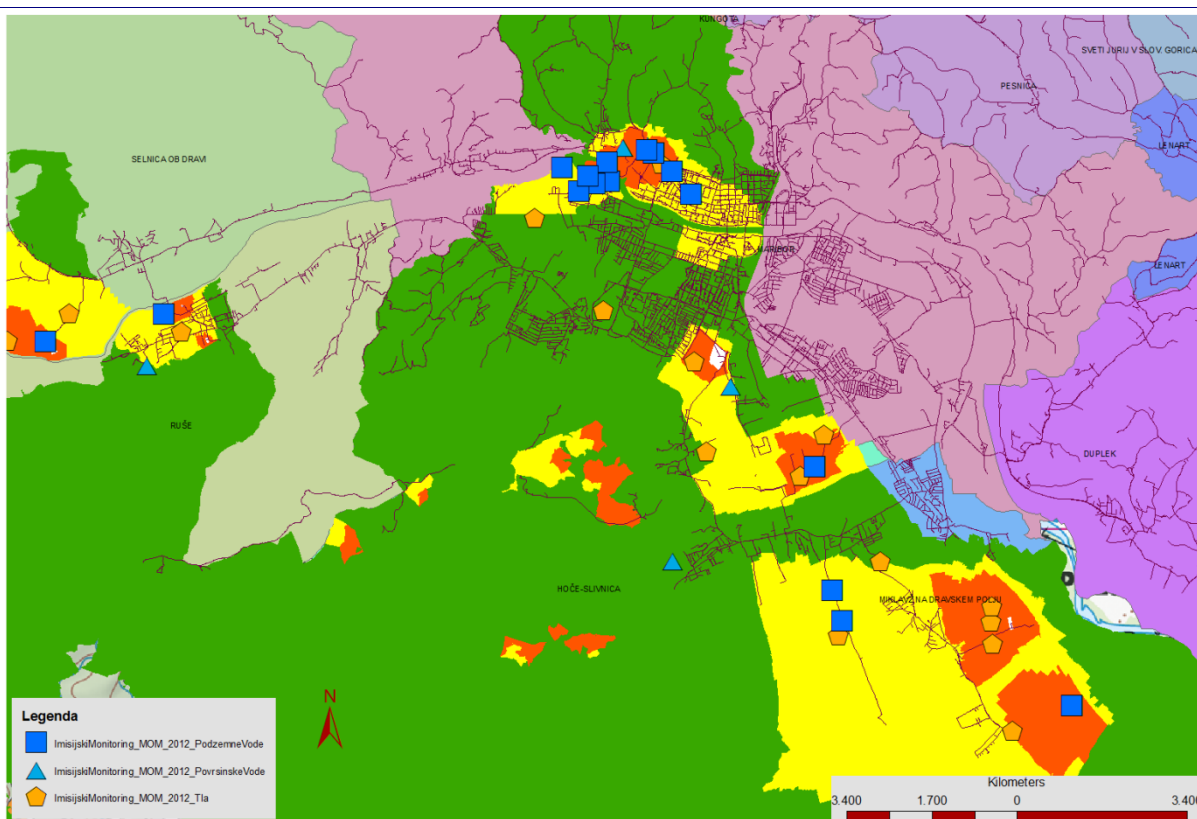 KUNGOTA
SVETI JURIJ V SLOV. GORICA
PESNICA
LENART
SELNICA OB DRAVI
MARIBOR
LENART
RUŠE
DUPLEK
HOČE-SLIVNICA
MIKLAVŽ NA DRAVSKEM POLJU
N
Legenda
ImisijskiMonitoring_MOM_2012_PodzemneVode
ImisijskiMonitoring_MOM_2012_PovrsinskeVode
ImisijskiMonitoring_MOM_2012_Tla
Kilometers
3.400 1.700 0 3.400